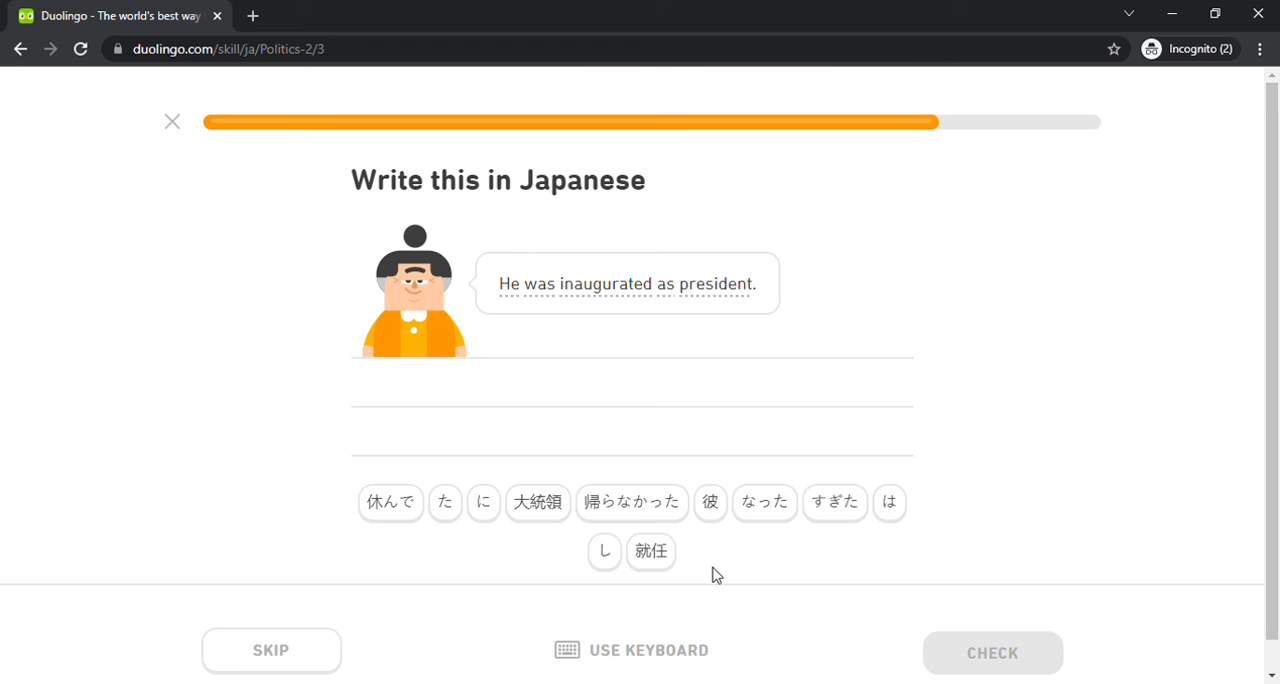 Duolingo - The world's best way
duolingo.com/skill/ja/Politics-2/3
Incognito (2)
Write this in Japanese
He was inaugurated as president.
休んで た に 大統領 帰らなかった 彼 なった すぎた は
し 就任
SKIP
USE KEYBOARD
CHECK